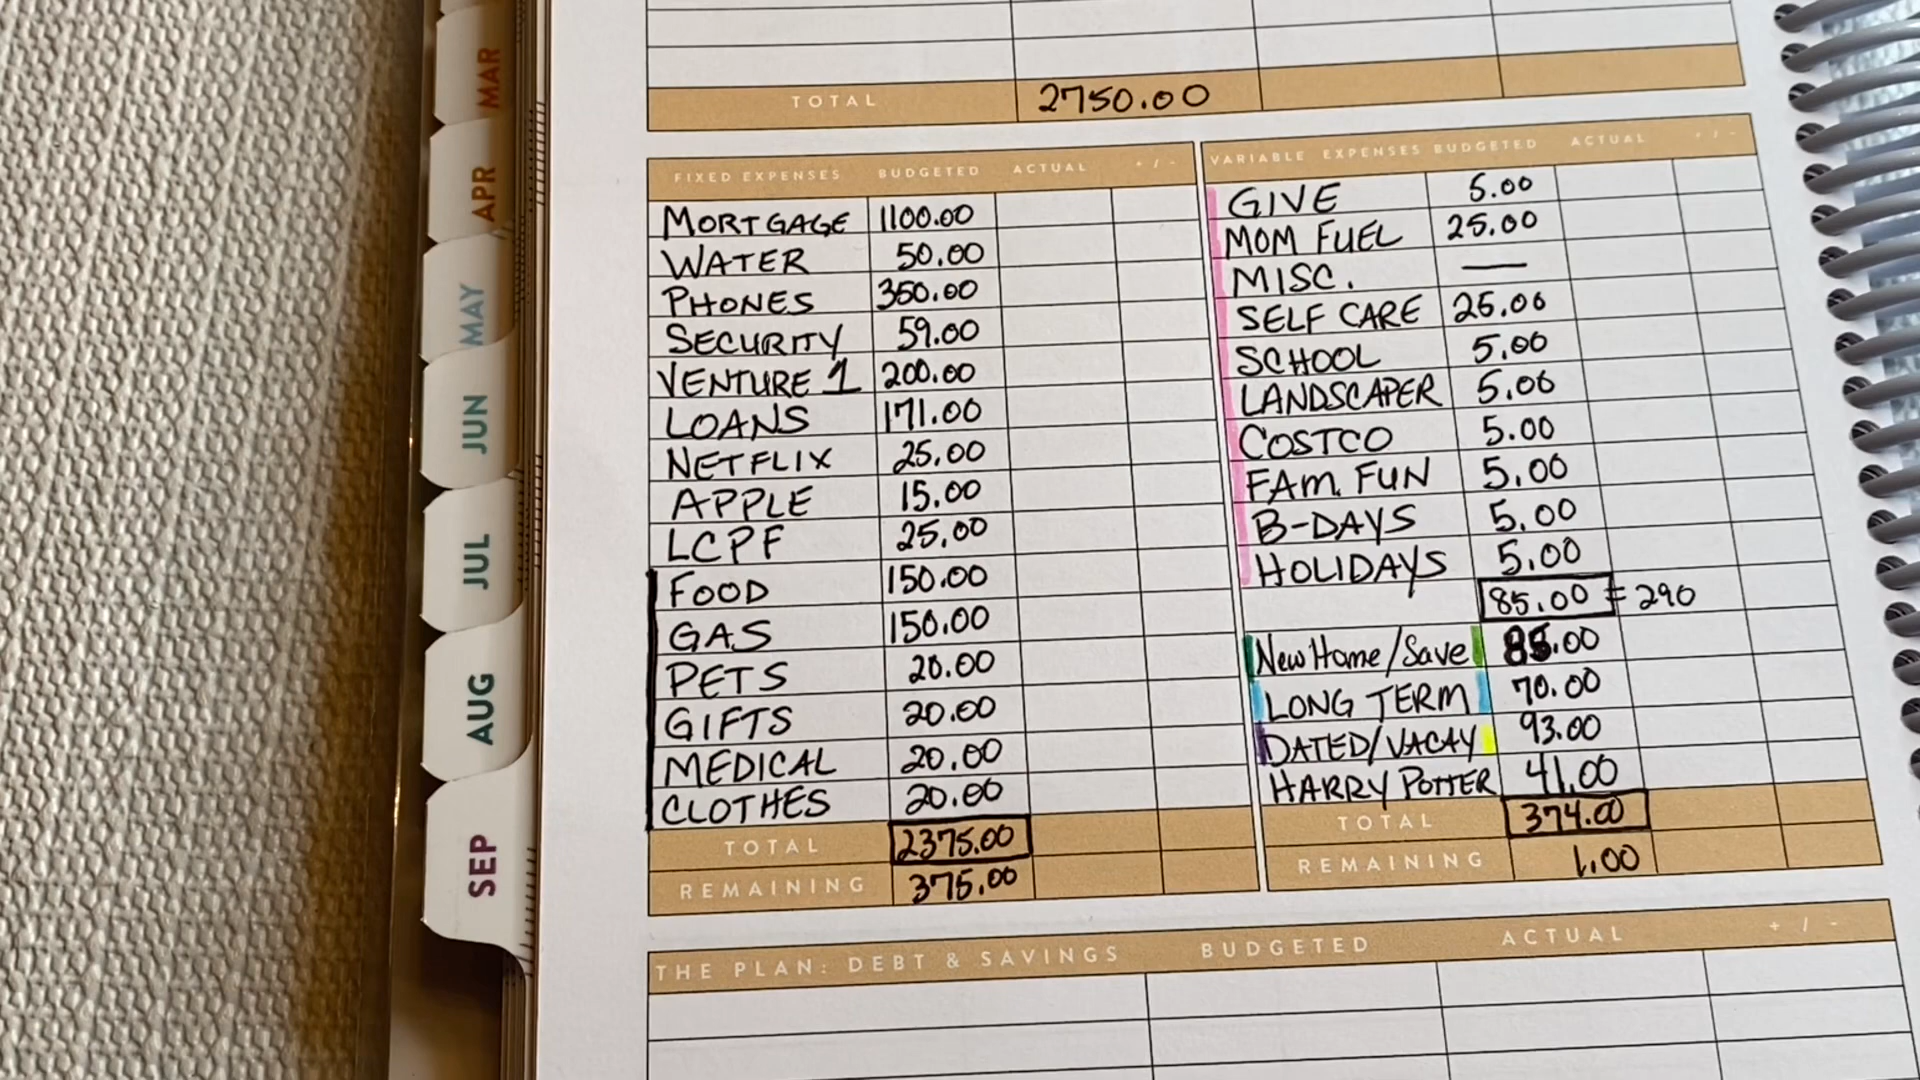 MAR
APR
MAY
JUN
JUL
AUG
SEP
TOTAL 2750.00
FIXED EXPENSES BUDGETED ACTUAL +/-
MORTGAGE 1100.00
WATER 50.00
PHONES 350.00
SECURITY 59.00
VENTURE 1 200.00
LOANS 171.00
NETFLIX 25.00
APPLE 15.00
LCPF 25.00
FOOD 150.00
GAS 150.00
PETS 20.00
GIFTS 20.00
MEDICAL 20.00
CLOTHES 20.00
TOTAL 2375.00
REMAINING 375.00
VARIABLE EXPENSES BUDGETED ACTUAL +/-
GIVE 5.00
MOM FUEL 25.00
MISC. —
SELF CARE 25.00
SCHOOL 5.00
LANDSCAPER 5.00
COSTCO 5.00
FAM. FUN 5.00
B-DAYS 5.00
HOLIDAYS 5.00
85.00 = 290
New Home/Save 85.00
LONG TERM 70.00
DATED/VACAY 93.00
HARRY POTTER 41.00
TOTAL 374.00
REMAINING 1.00
THE PLAN: DEBT & SAVINGS BUDGETED ACTUAL +/-